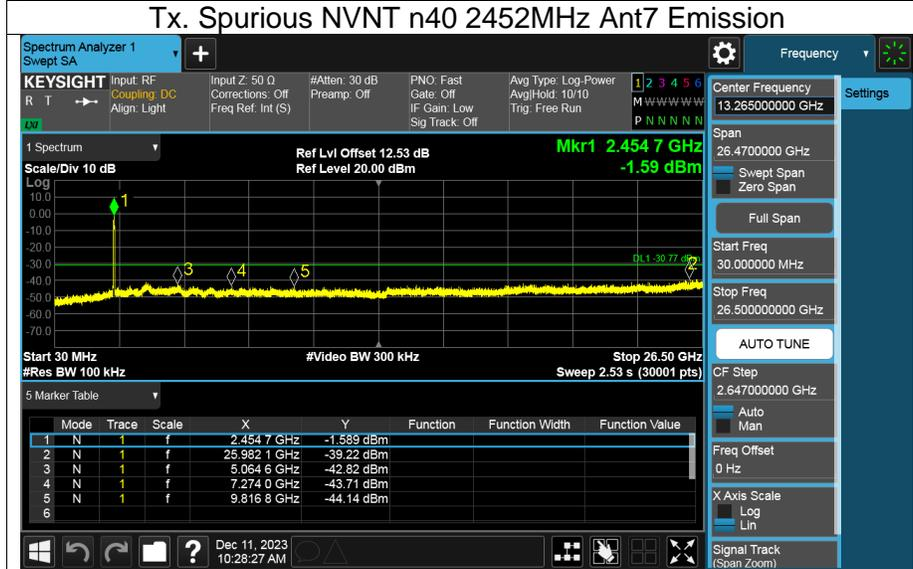 Tx. Spurious NVNT n40 2452MHz Ant7 Emission
Spectrum Analyzer 1
Swept SA
+
Frequency
KEYSIGHT
R T
LXI
Input: RF
Coupling: DC
Align: Light
Input Z: 50 Ω
Corrections: Off
Freq Ref: Int (S)
#Atten: 30 dB
Preamp: Off
PNO: Fast
Gate: Off
IF Gain: Low
Sig Track: Off
Avg Type: Log-Power
Avg|Hold: 10/10
Trig: Free Run
1 2 3 4 5 6
M W W W W W
P N N N N N
1 Spectrum
Scale/Div 10 dB
Ref Lvl Offset 12.53 dB
Ref Level 20.00 dBm
Mkr1 2.454 7 GHz
-1.59 dBm
Log
10.0
0.00
-10.0
-20.0
-30.0
-40.0
-50.0
-60.0
-70.0
1
3
4
5
2
DL1 -30.77 dBm
Start 30 MHz
#Res BW 100 kHz
#Video BW 300 kHz
Stop 26.50 GHz
Sweep 2.53 s (30001 pts)
5 Marker Table
Mode Trace Scale X Y Function Function Width Function Value
1 N 1 f 2.454 7 GHz -1.589 dBm
2 N 1 f 25.982 1 GHz -39.22 dBm
3 N 1 f 5.064 6 GHz -42.82 dBm
4 N 1 f 7.274 0 GHz -43.71 dBm
5 N 1 f 9.816 8 GHz -44.14 dBm
6
?
Dec 11, 2023
10:28:27 AM
Center Frequency
13.265000000 GHz
Span
26.4700000 GHz
Swept Span
Zero Span
Full Span
Start Freq
30.000000 MHz
Stop Freq
26.500000000 GHz
AUTO TUNE
CF Step
2.647000000 GHz
Auto
Man
Freq Offset
0 Hz
X Axis Scale
Log
Lin
Signal Track
(Span Zoom)
Settings